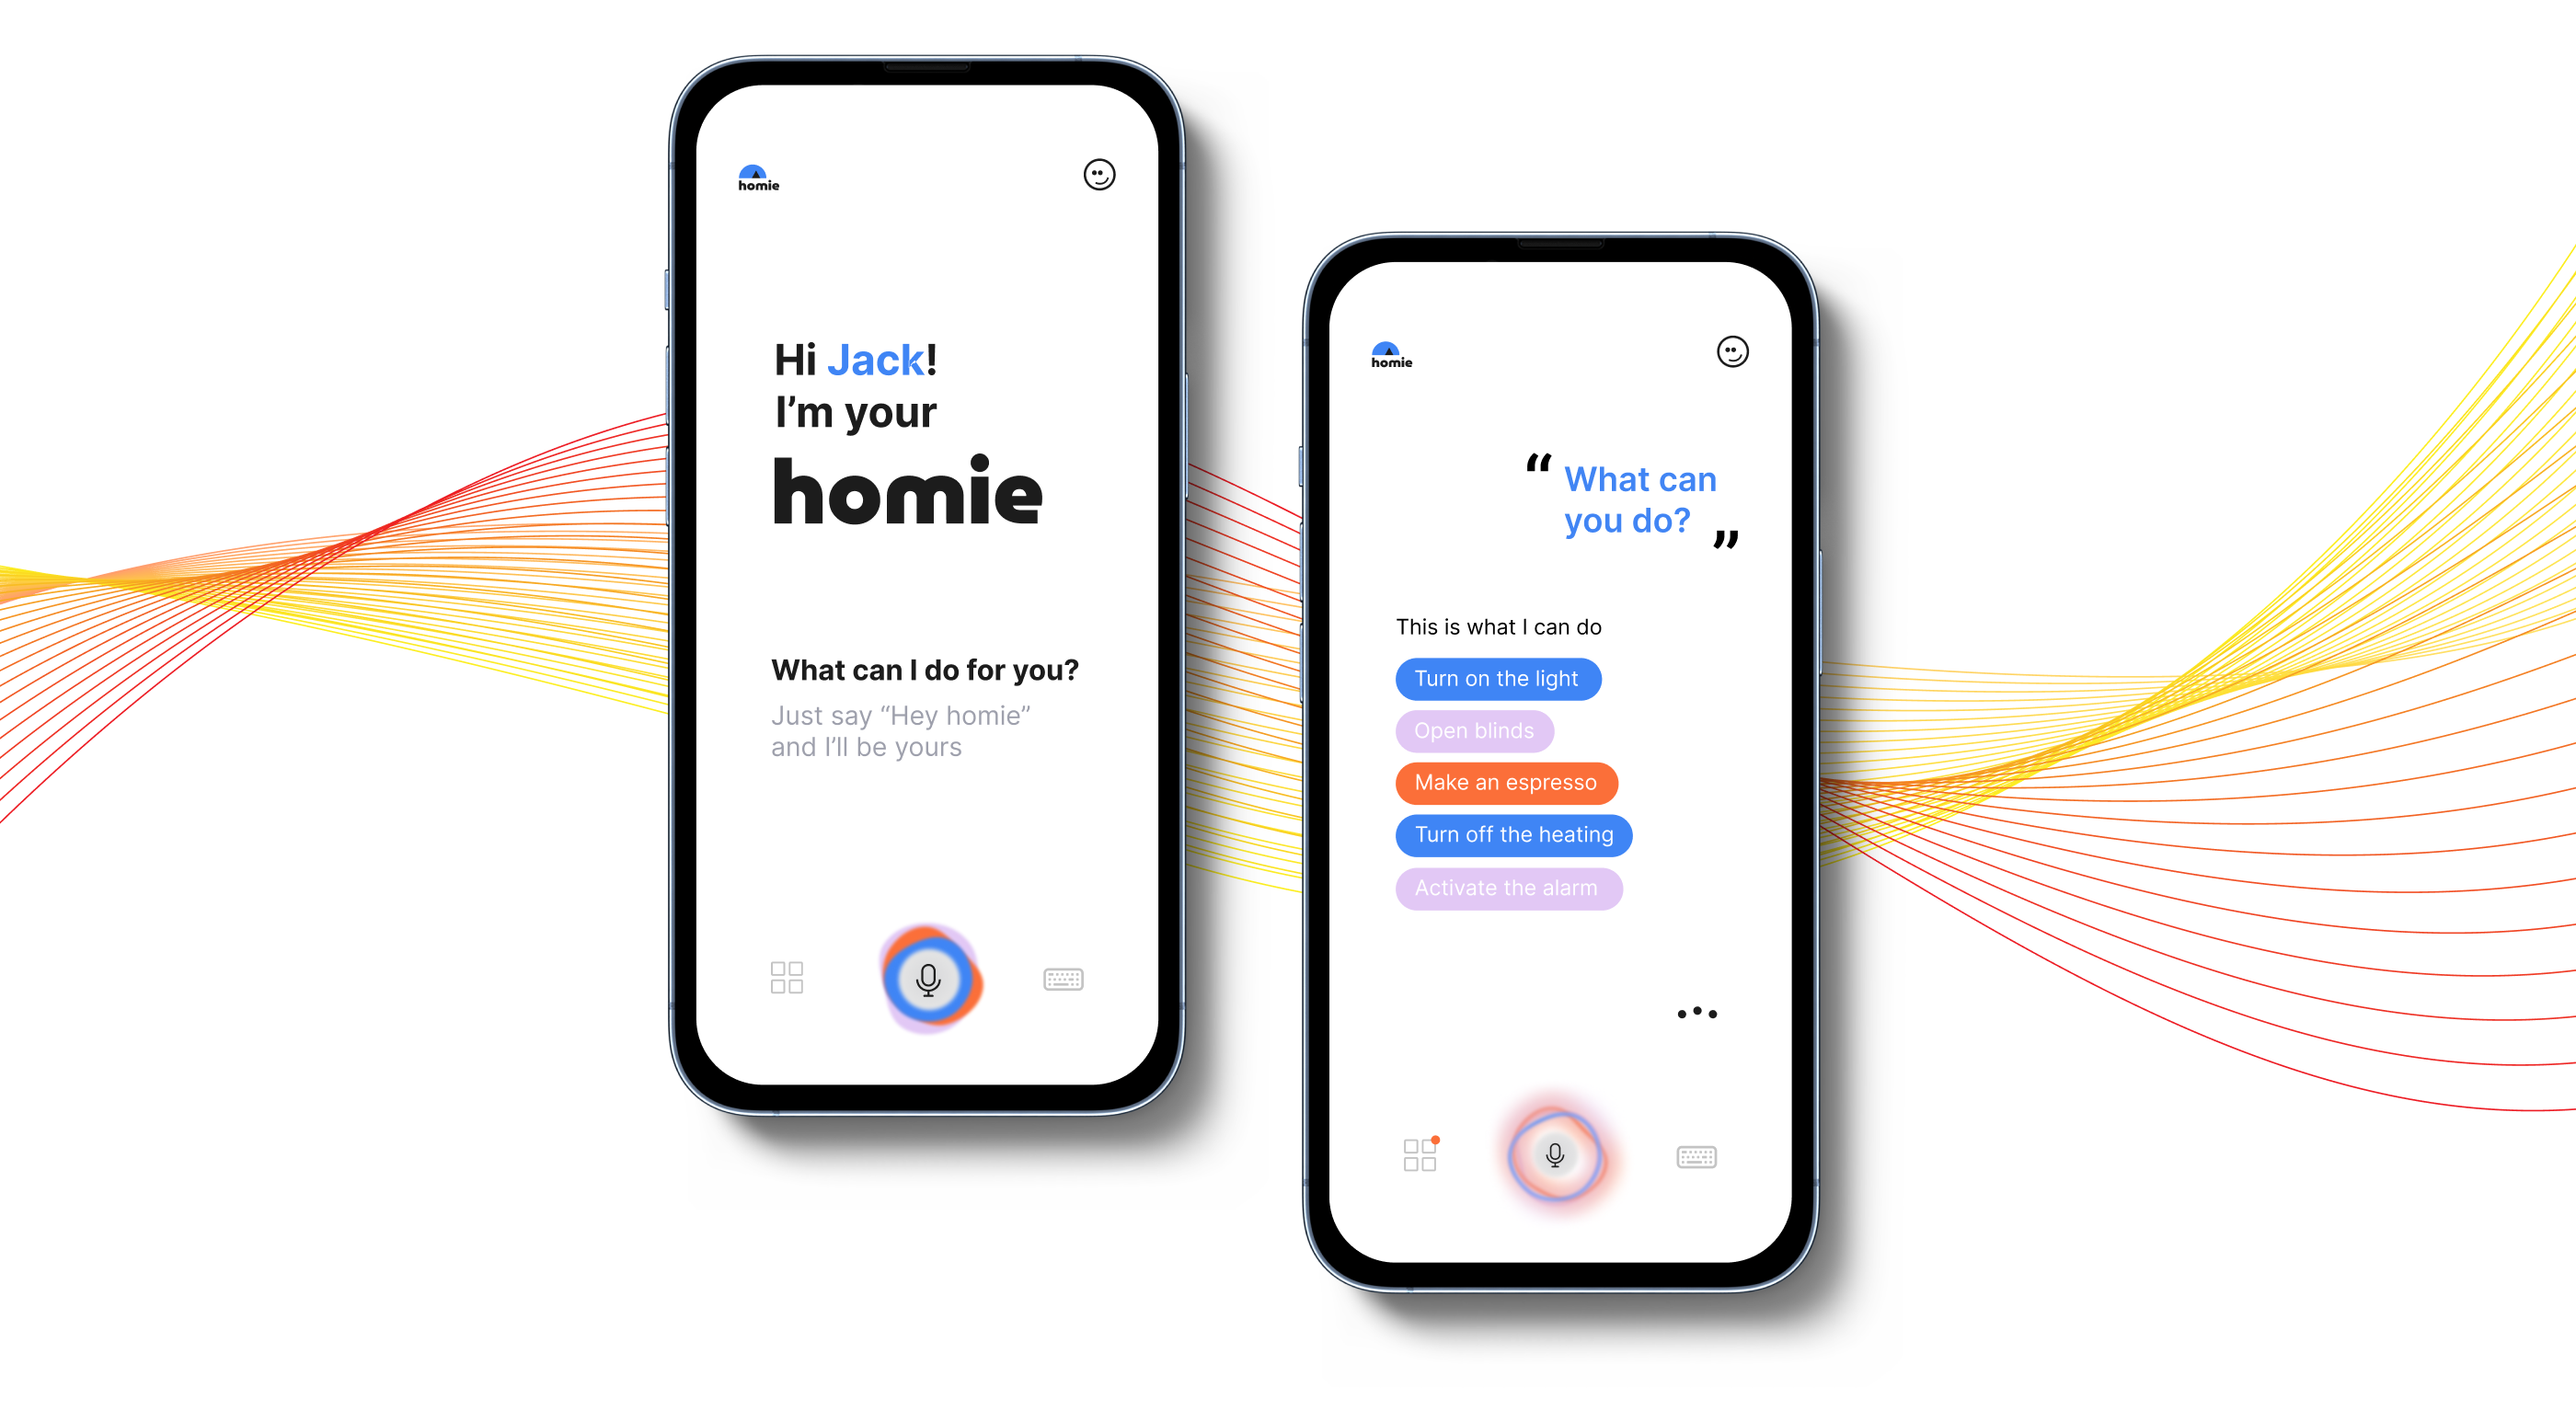 homie
Hi Jack!
I’m your
homie
What can I do for you?
Just say “Hey homie”
and I’ll be yours
homie
“ What can
you do? ”
This is what I can do
Turn on the light
Open blinds
Make an espresso
Turn off the heating
Activate the alarm